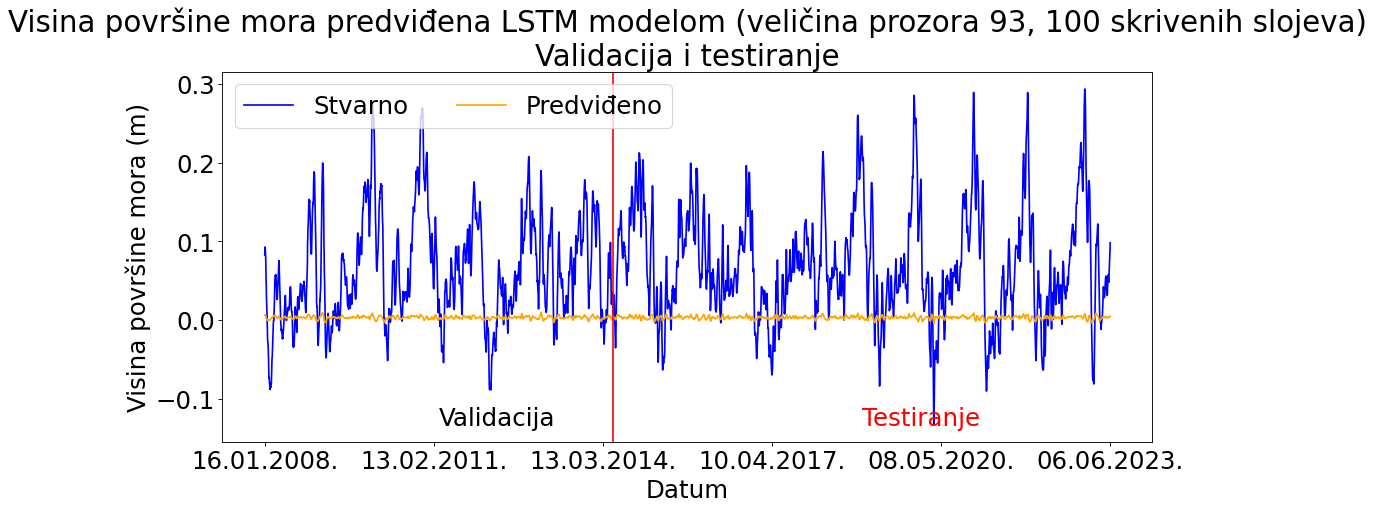 Visina površine mora predviđena LSTM modelom (veličina prozora 93, 100 skrivenih slojeva)
Validacija i testiranje
Stvarno
Predviđeno
Visina površine mora (m)
0.3
0.2
0.1
0.0
−0.1
Validacija
Testiranje
16.01.2008.
13.02.2011.
13.03.2014.
10.04.2017.
08.05.2020.
06.06.2023.
Datum